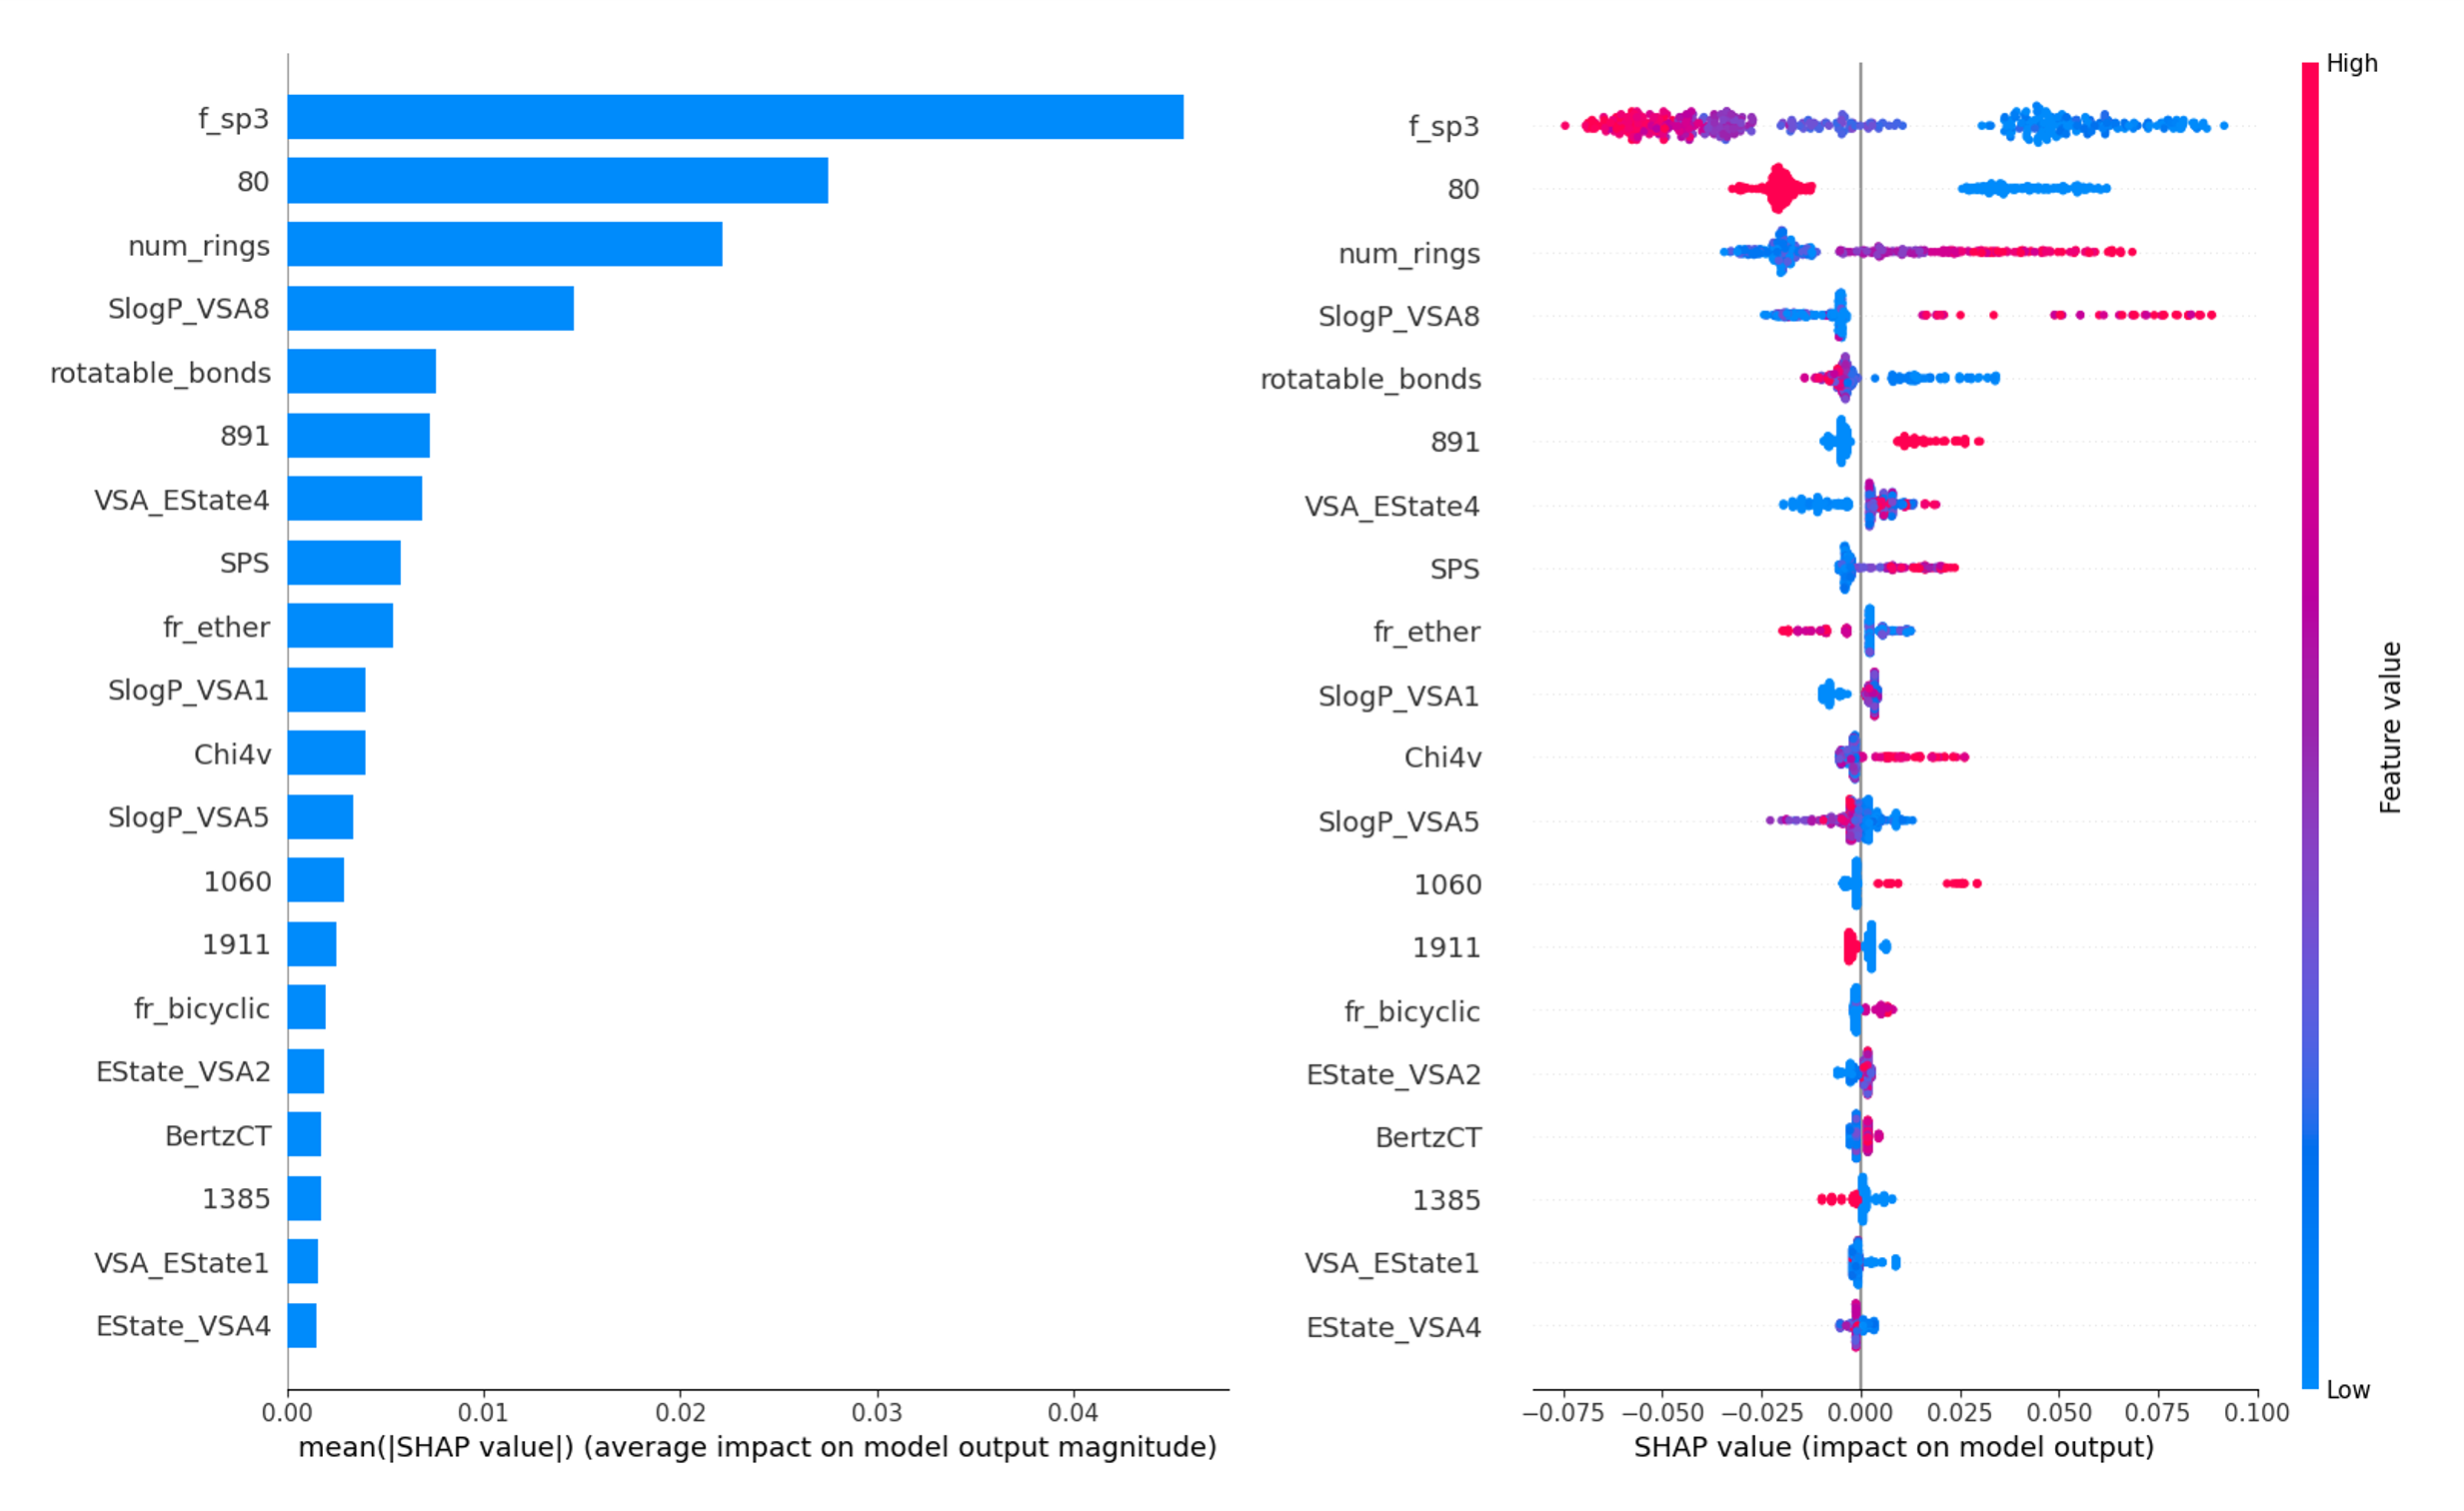 f_sp3
80
num_rings
SlogP_VSA8
rotatable_bonds
891
VSA_EState4
SPS
fr_ether
SlogP_VSA1
Chi4v
SlogP_VSA5
1060
1911
fr_bicyclic
EState_VSA2
BertzCT
1385
VSA_EState1
EState_VSA4
0.00 0.01 0.02 0.03 0.04
mean(|SHAP value|) (average impact on model output magnitude)
f_sp3
80
num_rings
SlogP_VSA8
rotatable_bonds
891
VSA_EState4
SPS
fr_ether
SlogP_VSA1
Chi4v
SlogP_VSA5
1060
1911
fr_bicyclic
EState_VSA2
BertzCT
1385
VSA_EState1
EState_VSA4
−0.075 −0.050 −0.025 0.000 0.025 0.050 0.075 0.100
SHAP value (impact on model output)
High
Feature value
Low